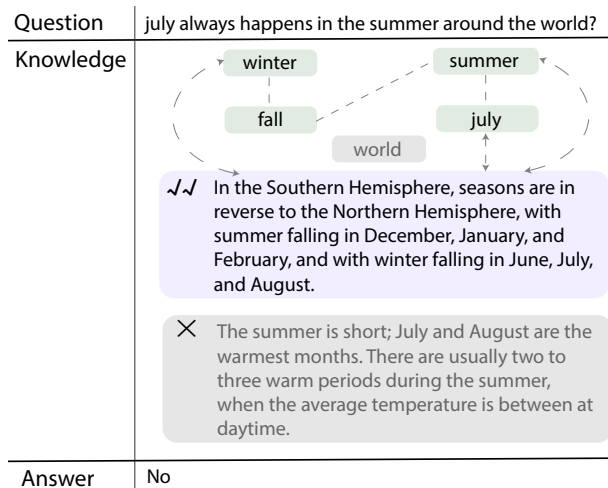 Question july always happens in the summer around the world?
Knowledge
winter summer
fall july
world
✓✓ In the Southern Hemisphere, seasons are in
reverse to the Northern Hemisphere, with
summer falling in December, January, and
February, and with winter falling in June, July,
and August.
✕ The summer is short; July and August are the
warmest months. There are usually two to
three warm periods during the summer,
when the average temperature is between at
daytime.
Answer No